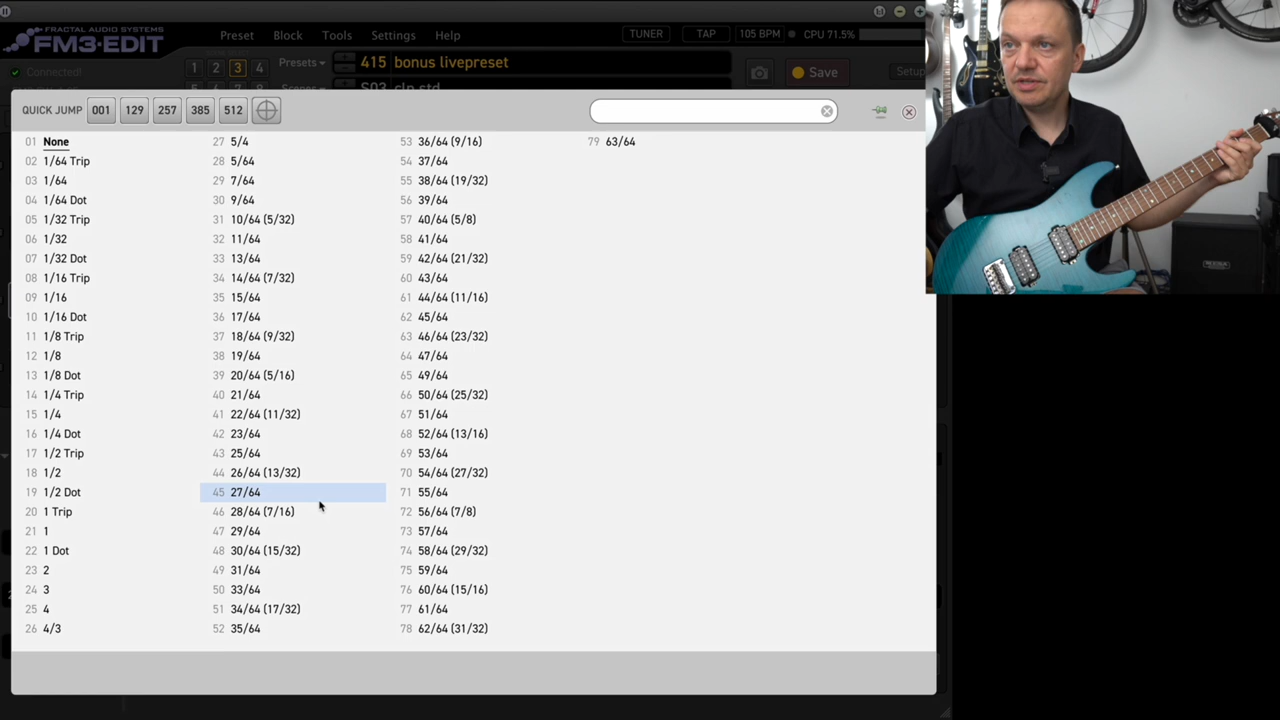 FRACTAL AUDIO SYSTEMS
FM3-EDIT
Preset Block Tools Settings Help
TUNER TAP 105 BPM CPU 71.5%
Connected!
1 2 3 4
Presets
415 bonus livepreset
Save
Setup
Scenes
S03 cln std
QUICK JUMP 001 129 257 385 512
01 None
02 1/64 Trip
03 1/64
04 1/64 Dot
05 1/32 Trip
06 1/32
07 1/32 Dot
08 1/16 Trip
09 1/16
10 1/16 Dot
11 1/8 Trip
12 1/8
13 1/8 Dot
14 1/4 Trip
15 1/4
16 1/4 Dot
17 1/2 Trip
18 1/2
19 1/2 Dot
20 1 Trip
21 1
22 1 Dot
23 2
24 3
25 4
26 4/3
27 5/4
28 5/64
29 7/64
30 9/64
31 10/64 (5/32)
32 11/64
33 13/64
34 14/64 (7/32)
35 15/64
36 17/64
37 18/64 (9/32)
38 19/64
39 20/64 (5/16)
40 21/64
41 22/64 (11/32)
42 23/64
43 25/64
44 26/64 (13/32)
45 27/64
46 28/64 (7/16)
47 29/64
48 30/64 (15/32)
49 31/64
50 33/64
51 34/64 (17/32)
52 35/64
53 36/64 (9/16)
54 37/64
55 38/64 (19/32)
56 39/64
57 40/64 (5/8)
58 41/64
59 42/64 (21/32)
60 43/64
61 44/64 (11/16)
62 45/64
63 46/64 (23/32)
64 47/64
65 49/64
66 50/64 (25/32)
67 51/64
68 52/64 (13/16)
69 53/64
70 54/64 (27/32)
71 55/64
72 56/64 (7/8)
73 57/64
74 58/64 (29/32)
75 59/64
76 60/64 (15/16)
77 61/64
78 62/64 (31/32)
79 63/64